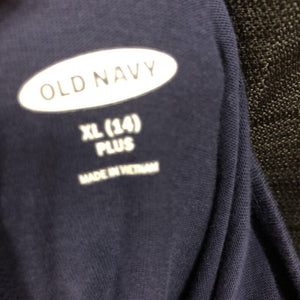 OLD NAVY
XL (14)
PLUS
MADE IN VIETNAM